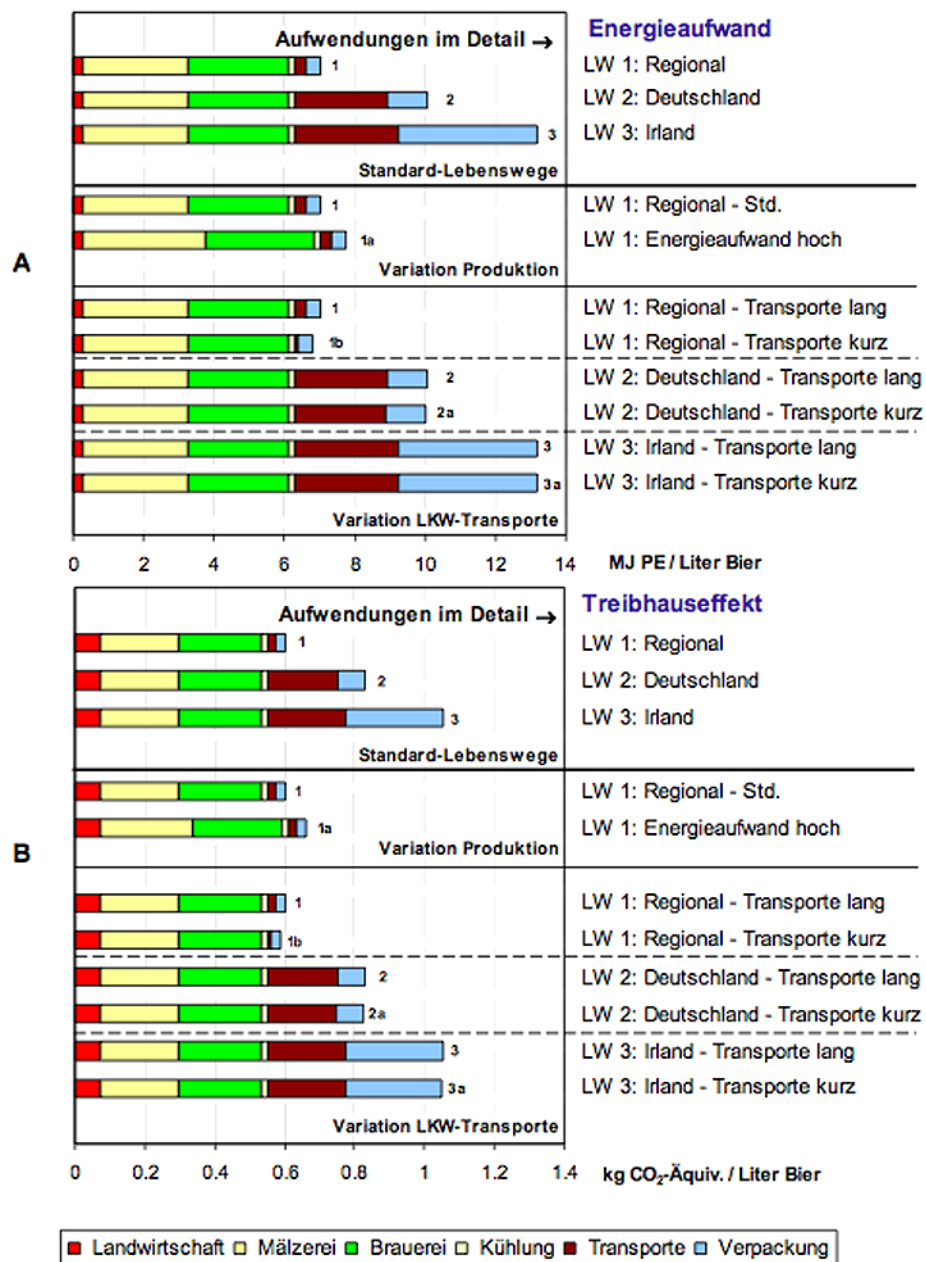 Aufwendungen im Detail →
Energieaufwand
1
LW 1: Regional
2
LW 2: Deutschland
3
LW 3: Irland
Standard-Lebenswege
1
LW 1: Regional - Std.
1a
LW 1: Energieaufwand hoch
A
Variation Produktion
1
LW 1: Regional - Transporte lang
1b
LW 1: Regional - Transporte kurz
2
LW 2: Deutschland - Transporte lang
2a
LW 2: Deutschland - Transporte kurz
3
LW 3: Irland - Transporte lang
3a
LW 3: Irland - Transporte kurz
Variation LKW-Transporte
0 2 4 6 8 10 12 14 MJ PE / Liter Bier
Aufwendungen im Detail →
Treibhauseffekt
1
LW 1: Regional
2
LW 2: Deutschland
3
LW 3: Irland
Standard-Lebenswege
1
LW 1: Regional - Std.
1a
LW 1: Energieaufwand hoch
B
Variation Produktion
1
LW 1: Regional - Transporte lang
1b
LW 1: Regional - Transporte kurz
2
LW 2: Deutschland - Transporte lang
2a
LW 2: Deutschland - Transporte kurz
3
LW 3: Irland - Transporte lang
3a
LW 3: Irland - Transporte kurz
Variation LKW-Transporte
0 0.2 0.4 0.6 0.8 1 1.2 1.4 kg CO₂-Äquiv. / Liter Bier
Landwirtschaft Mälzerei Brauerei Kühlung Transporte Verpackung